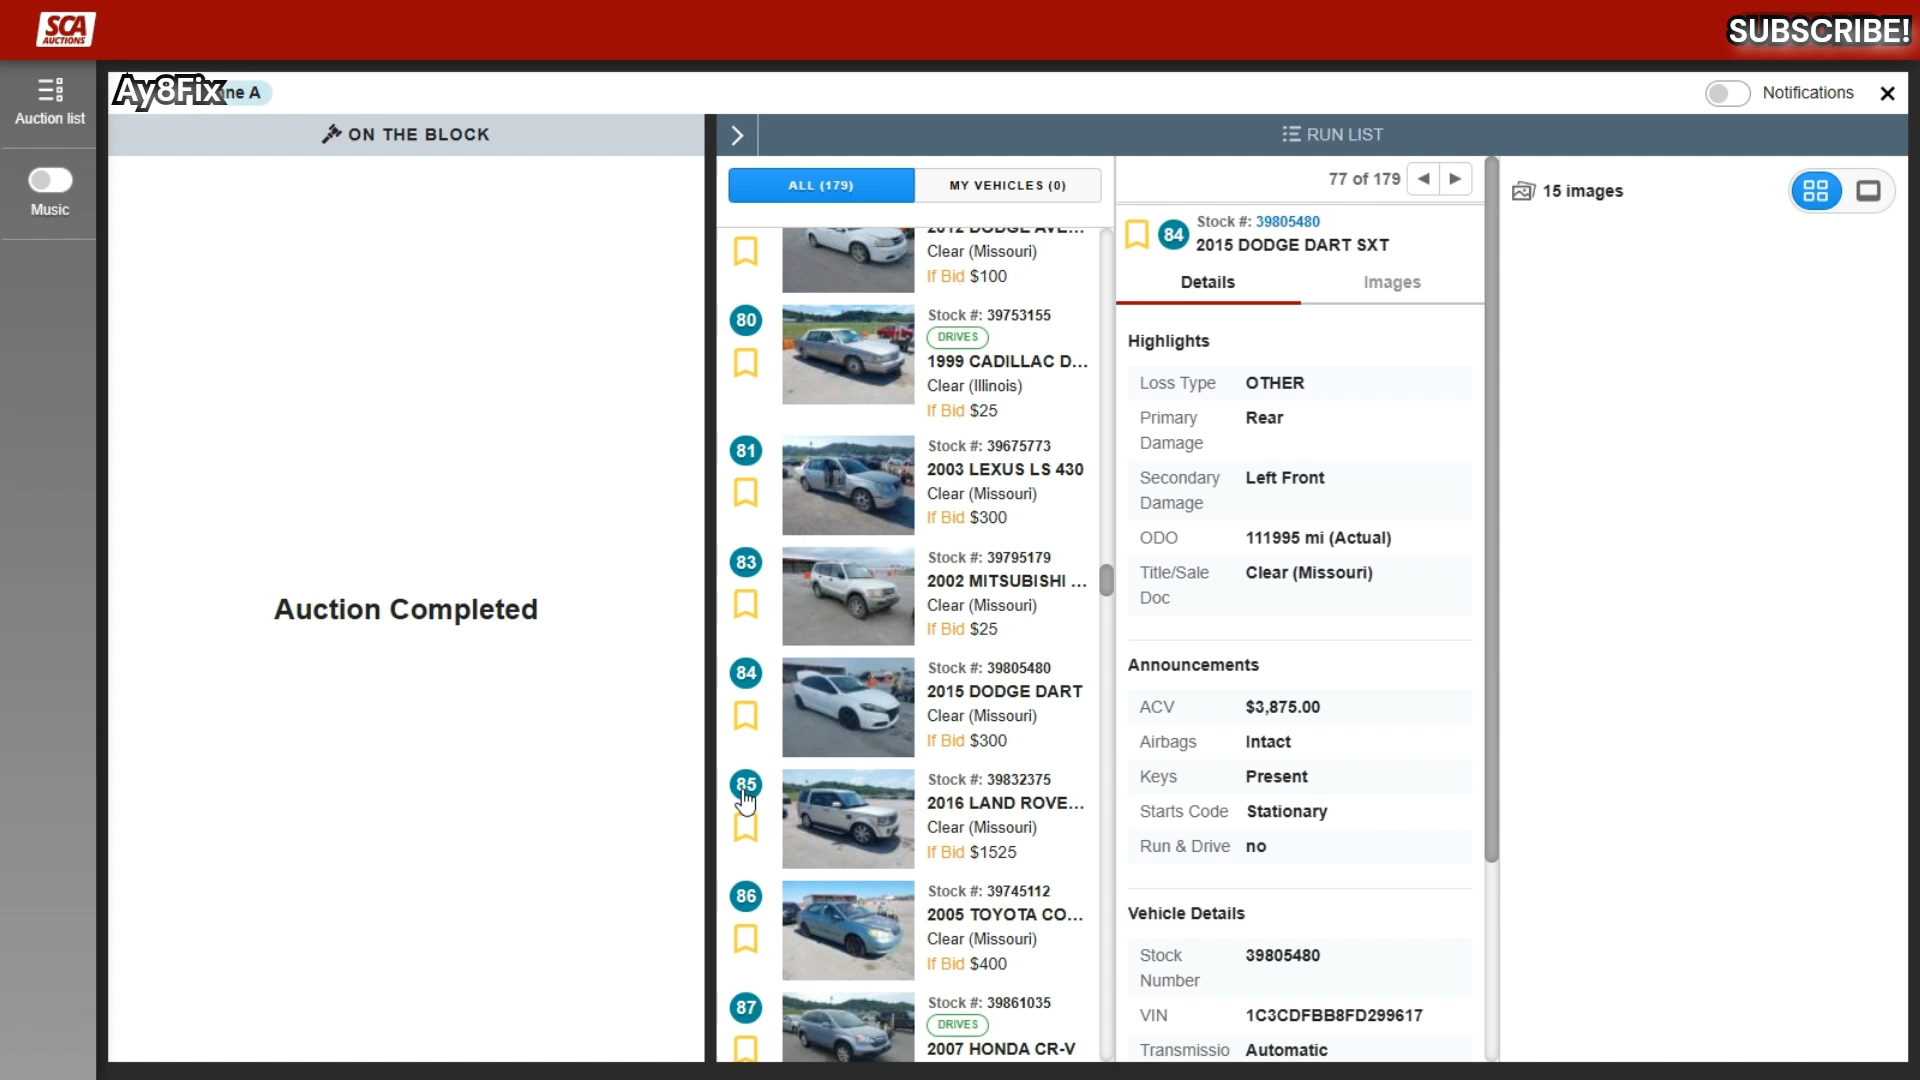 SCA
AUCTIONS
SUBSCRIBE!
Auction list
Music
Ay8Fix
ne A
Notifications
ON THE BLOCK
RUN LIST
Auction Completed
ALL (179)
MY VEHICLES (0)
2012 DODGE AVE...
Clear (Missouri)
If Bid $100
80
Stock #: 39753155
DRIVES
1999 CADILLAC D...
Clear (Illinois)
If Bid $25
81
Stock #: 39675773
2003 LEXUS LS 430
Clear (Missouri)
If Bid $300
83
Stock #: 39795179
2002 MITSUBISHI ...
Clear (Missouri)
If Bid $25
84
Stock #: 39805480
2015 DODGE DART
Clear (Missouri)
If Bid $300
85
Stock #: 39832375
2016 LAND ROVE...
Clear (Missouri)
If Bid $1525
86
Stock #: 39745112
2005 TOYOTA CO...
Clear (Missouri)
If Bid $400
87
Stock #: 39861035
DRIVES
2007 HONDA CR-V
77 of 179
84
Stock #: 39805480
2015 DODGE DART SXT
Details
Images
Highlights
Loss Type OTHER
Primary Damage Rear
Secondary Damage Left Front
ODO 111995 mi (Actual)
Title/Sale Doc Clear (Missouri)
Announcements
ACV $3,875.00
Airbags Intact
Keys Present
Starts Code Stationary
Run & Drive no
Vehicle Details
Stock Number 39805480
VIN 1C3CDFBB8FD299617
Transmissio Automatic
15 images